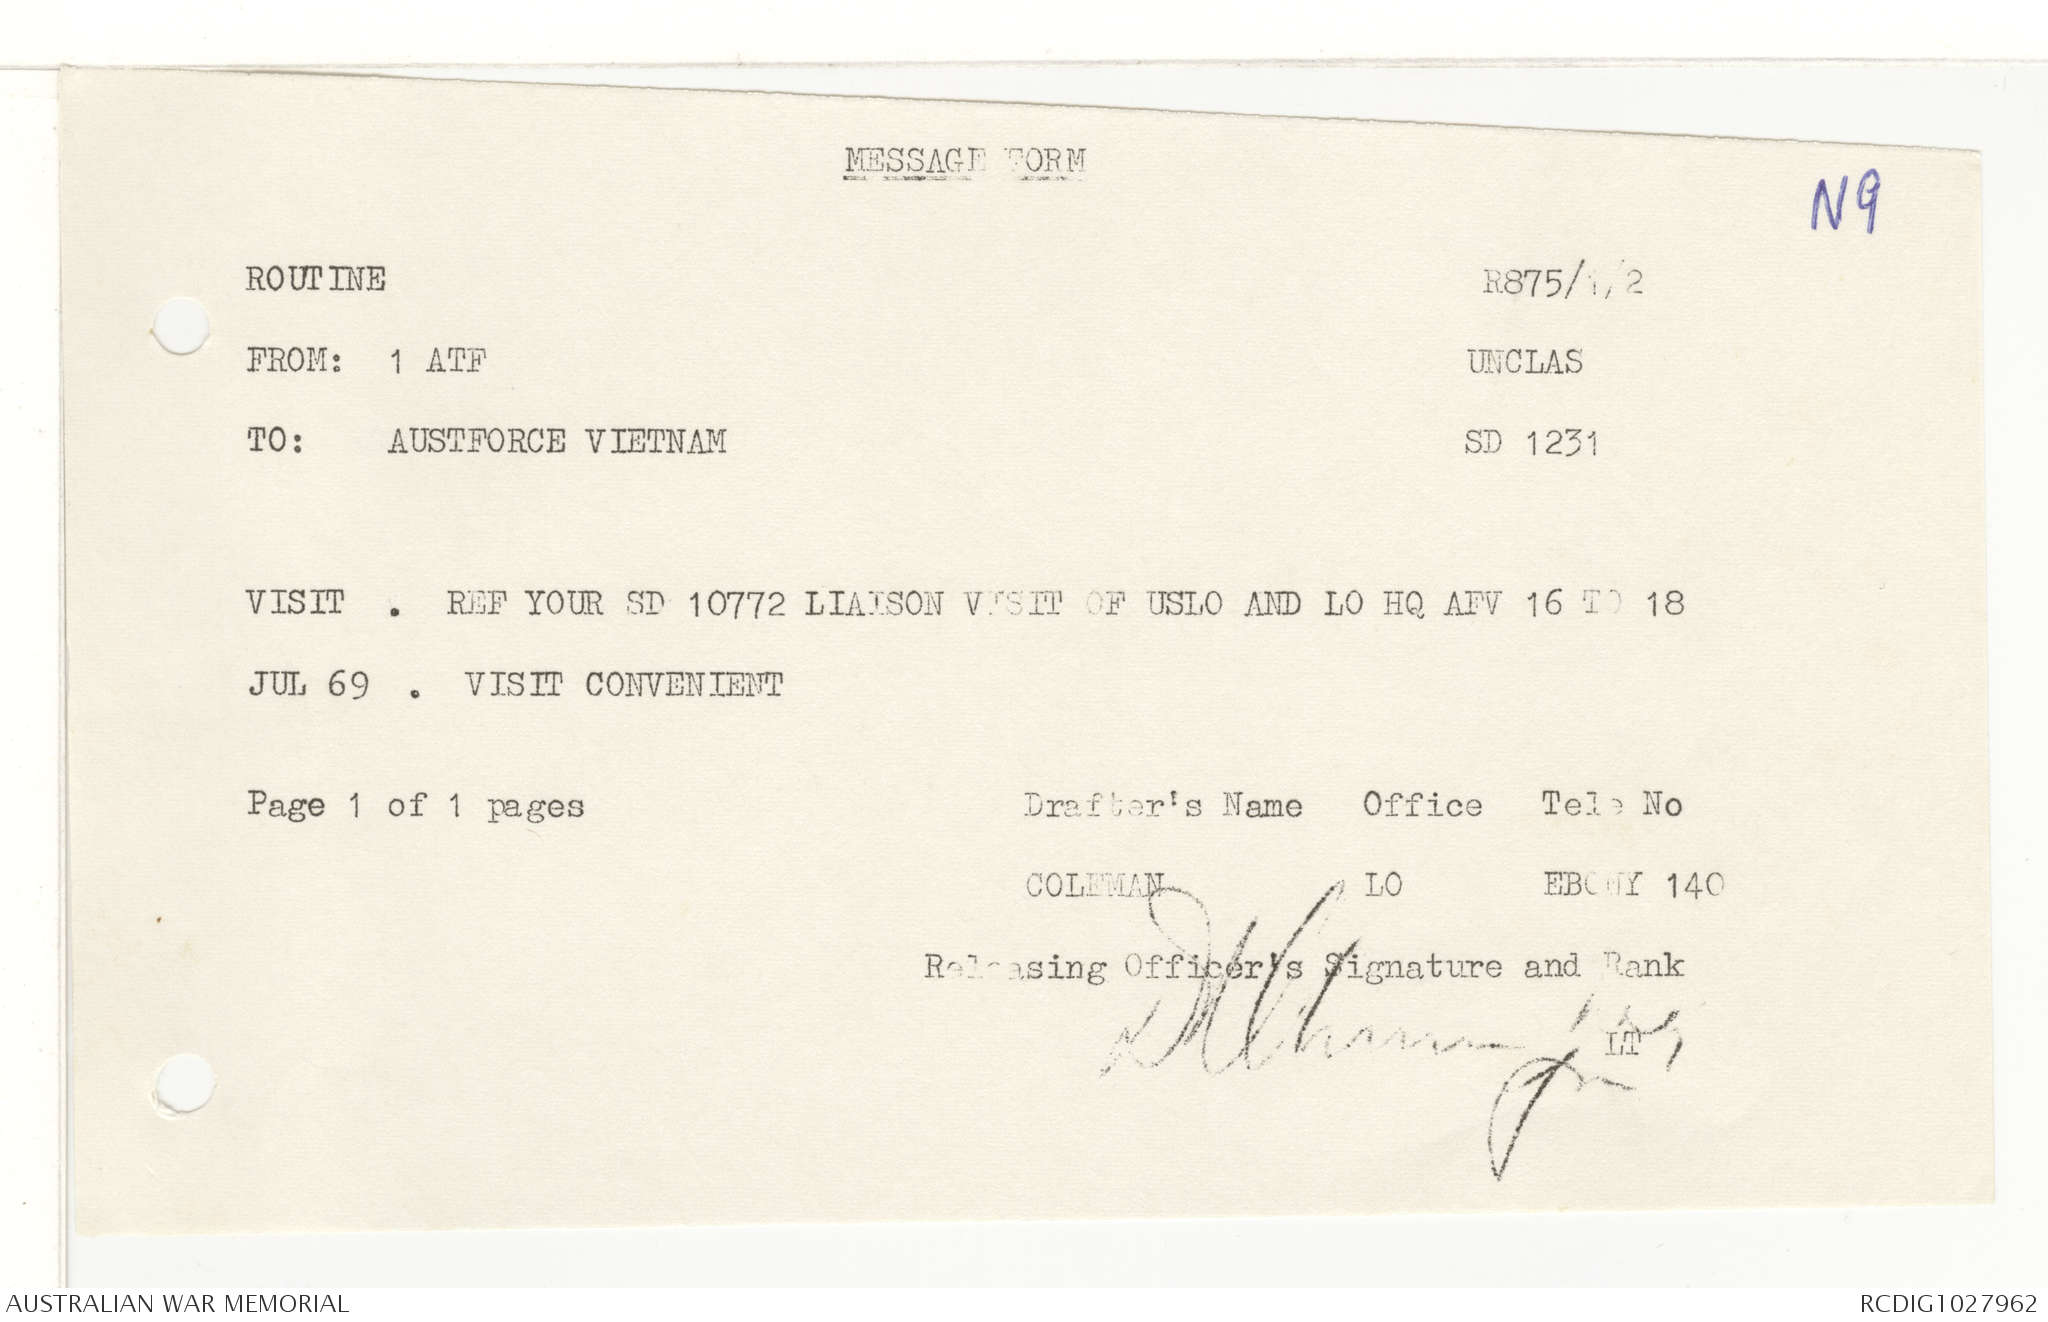 MESSAGE FORM
N9
ROUTINE R875/1/2
FROM: 1 ATF UNCLAS
TO: AUSTFORCE VIETNAM SD 1231
VISIT . REF YOUR SD 10772 LIAISON VISIT OF USLO AND LO HQ AFV 16 TO 18
JUL 69 . VISIT CONVENIENT
Page 1 of 1 pages Drafter's Name Office Tele No
COLEMAN LO EBONY 140
Releasing Officer's Signature and Rank
LT
AUSTRALIAN WAR MEMORIAL RCDIG1027962